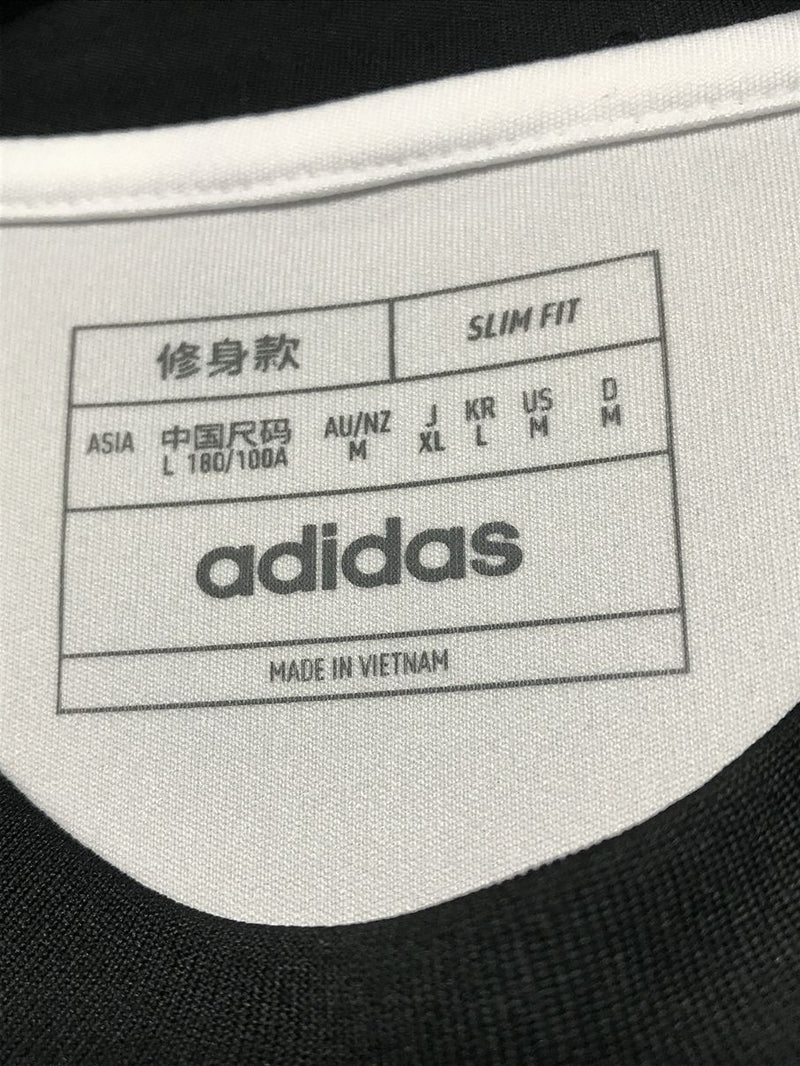 修身款 SLIM FIT
ASIA 中国尺码 AU/NZ J KR US D
L 180/100A M XL L M M
adidas
MADE IN VIETNAM